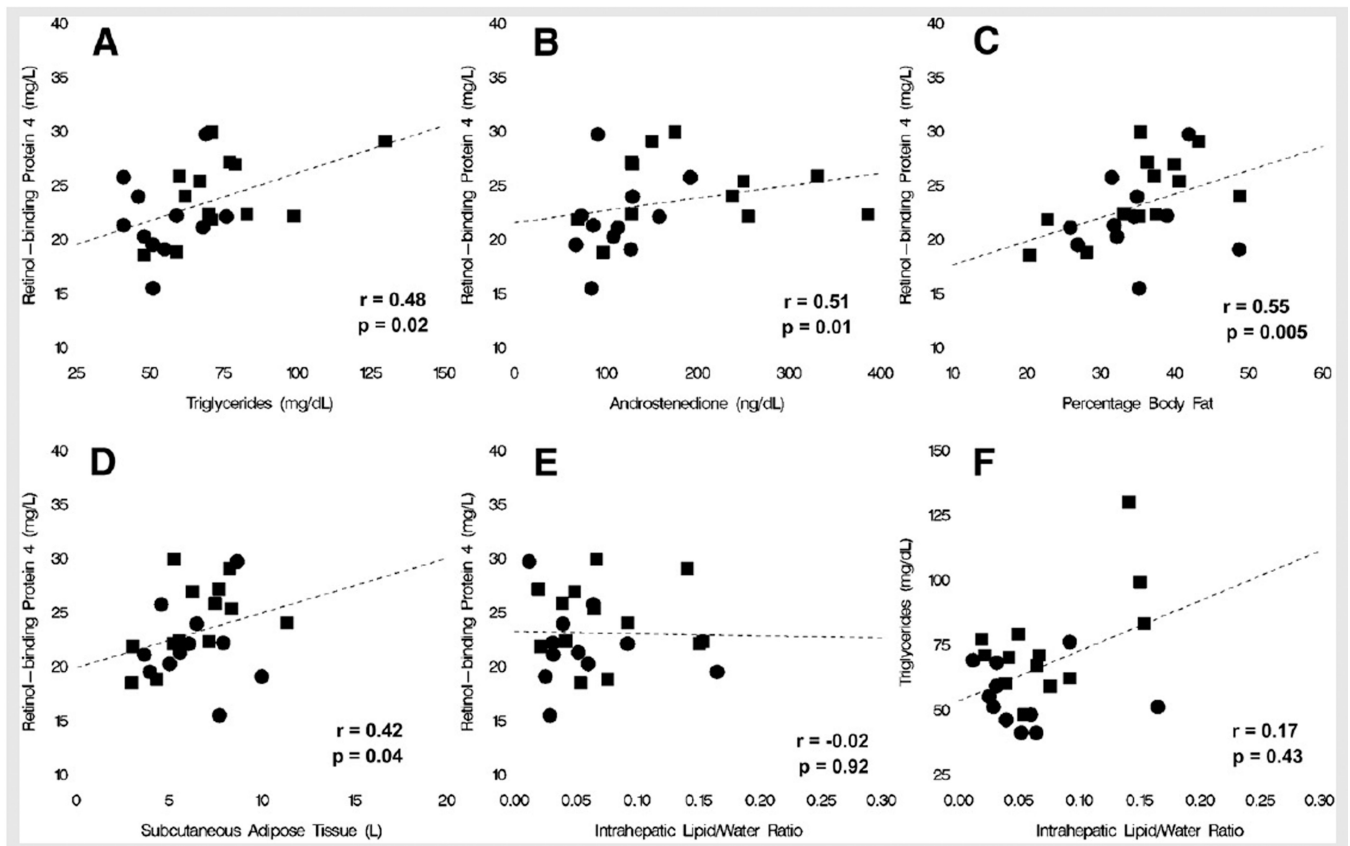 A
Retinol-binding Protein 4 (mg/L)
40
35
30
25
20
15
10
r = 0.48
p = 0.02
25 50 75 100 125 150
Triglycerides (mg/dL)
B
Retinol-binding Protein 4 (mg/L)
40
35
30
25
20
15
10
r = 0.51
p = 0.01
0 100 200 300 400
Androstenedione (ng/dL)
C
Retinol-binding Protein 4 (mg/L)
40
35
30
25
20
15
10
r = 0.55
p = 0.005
10 20 30 40 50 60
Percentage Body Fat
D
Retinol-binding Protein 4 (mg/L)
40
35
30
25
20
15
10
r = 0.42
p = 0.04
0 5 10 15 20
Subcutaneous Adipose Tissue (L)
E
Retinol-binding Protein 4 (mg/L)
40
35
30
25
20
15
10
r = -0.02
p = 0.92
0.00 0.05 0.10 0.15 0.20 0.25 0.30
Intrahepatic Lipid/Water Ratio
F
Triglycerides (mg/dL)
150
125
100
75
50
25
r = 0.17
p = 0.43
0.00 0.05 0.10 0.15 0.20 0.25 0.30
Intrahepatic Lipid/Water Ratio